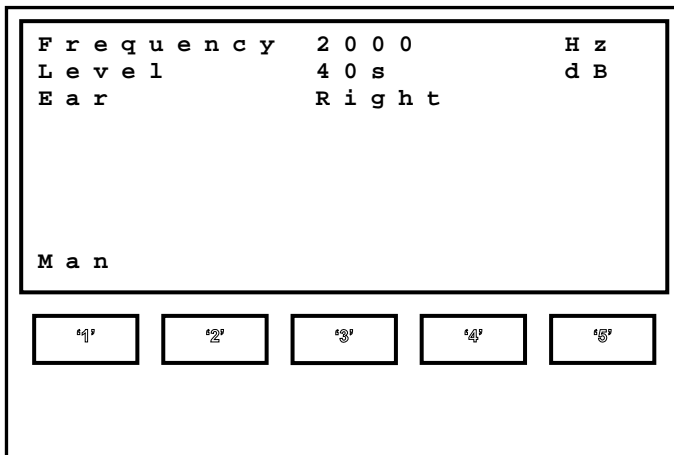 Frequency 2000 Hz
Level 40s dB
Ear Right
Man
‘1’ ‘2’ ‘3’ ‘4’ ‘5’